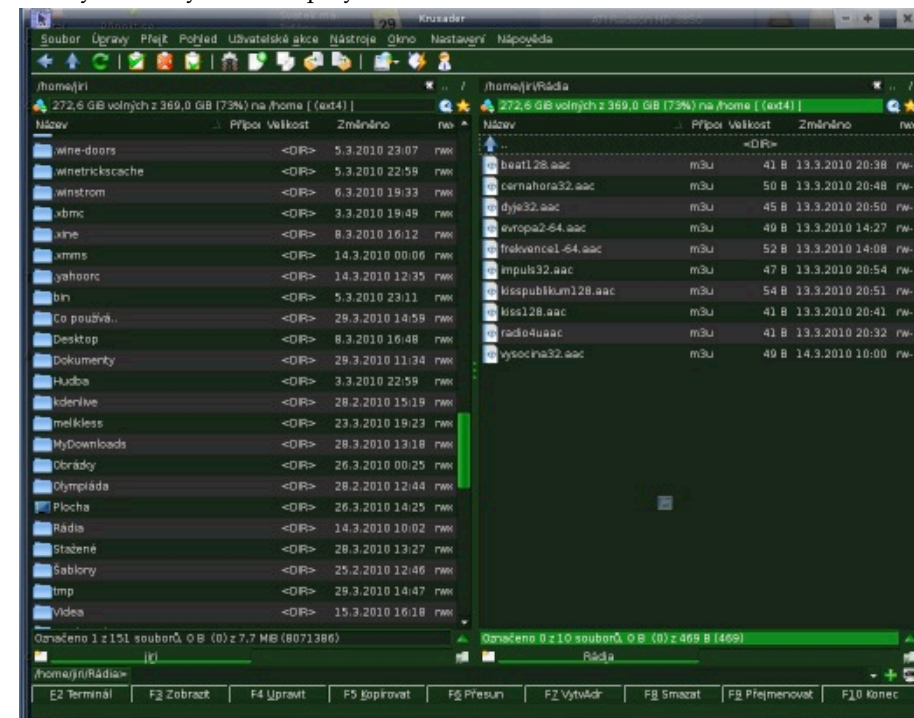 Krusader
Soubor Úpravy Přejít Pohled Uživatelské akce Nástroje Okno Nastavení Nápověda
/home/jiri
272,6 GiB volných z 369,0 GiB (73%) na /home [ (ext4) ]
Název Přípo Velikost Změněno rwx
.wine-doors <DIR> 5.3.2010 23:07 rwx
.winetrickscache <DIR> 5.3.2010 22:59 rwx
.winstrom <DIR> 6.3.2010 19:33 rwx
.xbmc <DIR> 3.3.2010 19:49 rwx
.xine <DIR> 8.3.2010 16:12 rwx
.xmms <DIR> 14.3.2010 00:06 rwx
.yahoorc <DIR> 14.3.2010 12:35 rwx
bin <DIR> 5.3.2010 23:11 rwx
Co používá.. <DIR> 29.3.2010 14:59 rwx
Desktop <DIR> 8.3.2010 16:48 rwx
Dokumenty <DIR> 29.3.2010 11:34 rwx
Hudba <DIR> 3.3.2010 22:59 rwx
kdenlive <DIR> 28.2.2010 15:19 rwx
melikless <DIR> 23.3.2010 19:23 rwx
MyDownloads <DIR> 28.3.2010 13:18 rwx
Obrázky <DIR> 26.3.2010 00:25 rwx
Olympiáda <DIR> 28.2.2010 12:44 rwx
Plocha <DIR> 26.3.2010 14:25 rwx
Rádia <DIR> 14.3.2010 10:02 rwx
Stažené <DIR> 28.3.2010 13:27 rwx
Šablony <DIR> 25.2.2010 12:46 rwx
tmp <DIR> 29.3.2010 14:47 rwx
Videa <DIR> 15.3.2010 16:18 rwx
Označeno 1 z 151 souborů, 0 B (0) z 7,7 MiB (8071386)
jiri
/home/jiri/Rádia
272,6 GiB volných z 369,0 GiB (73%) na /home [ (ext4) ]
Název Přípo Velikost Změněno rwx
.. <DIR>
beat128.aac m3u 41 B 13.3.2010 20:38 rw-
cernahora32.aac m3u 50 B 13.3.2010 20:48 rw-
dyje32.aac m3u 45 B 13.3.2010 20:50 rw-
evropa2-64.aac m3u 49 B 13.3.2010 14:27 rw-
frekvence1-64.aac m3u 52 B 13.3.2010 14:08 rw-
impuls32.aac m3u 47 B 13.3.2010 20:54 rw-
kisspublikum128.aac m3u 54 B 13.3.2010 20:51 rw-
kiss128.aac m3u 41 B 13.3.2010 20:41 rw-
radio4uaac m3u 41 B 13.3.2010 20:32 rw-
vysocina32.aac m3u 49 B 14.3.2010 10:00 rw-
Označeno 0 z 10 souborů, 0 B (0) z 469 B (469)
Rádia
/home/jiri/Rádia>
F2 Terminál F3 Zobrazit F4 Upravit F5 Kopírovat F6 Přesun F7 VytvAdr F8 Smazat F9 Přejmenovat F10 Konec